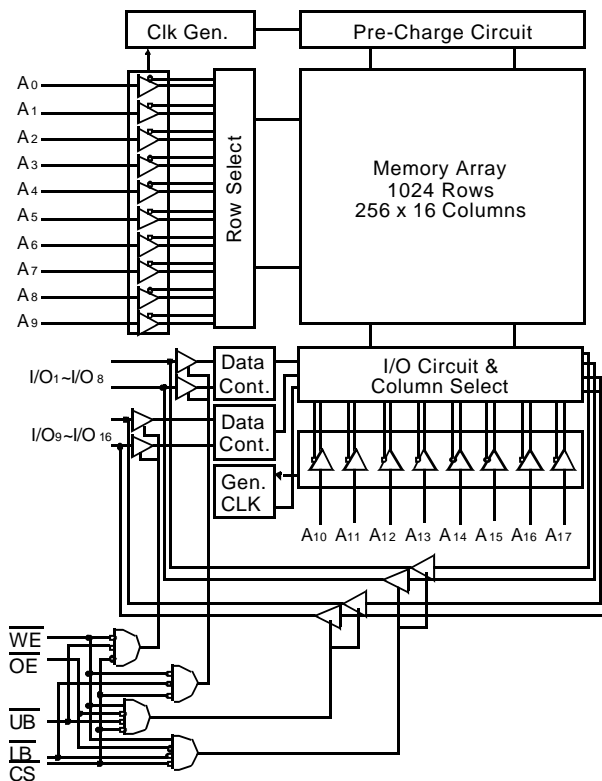 Clk Gen.
Pre-Charge Circuit
A0
A1
A2
A3
A4
A5
A6
A7
A8
A9
Row Select
Memory Array
1024 Rows
256 x 16 Columns
I/O1~I/O 8
Data
Cont.
I/O Circuit &
Column Select
I/O9~I/O 16
Data
Cont.
Gen.
CLK
A10 A11 A12 A13 A14 A15 A16 A17
WE
OE
UB
LB
CS